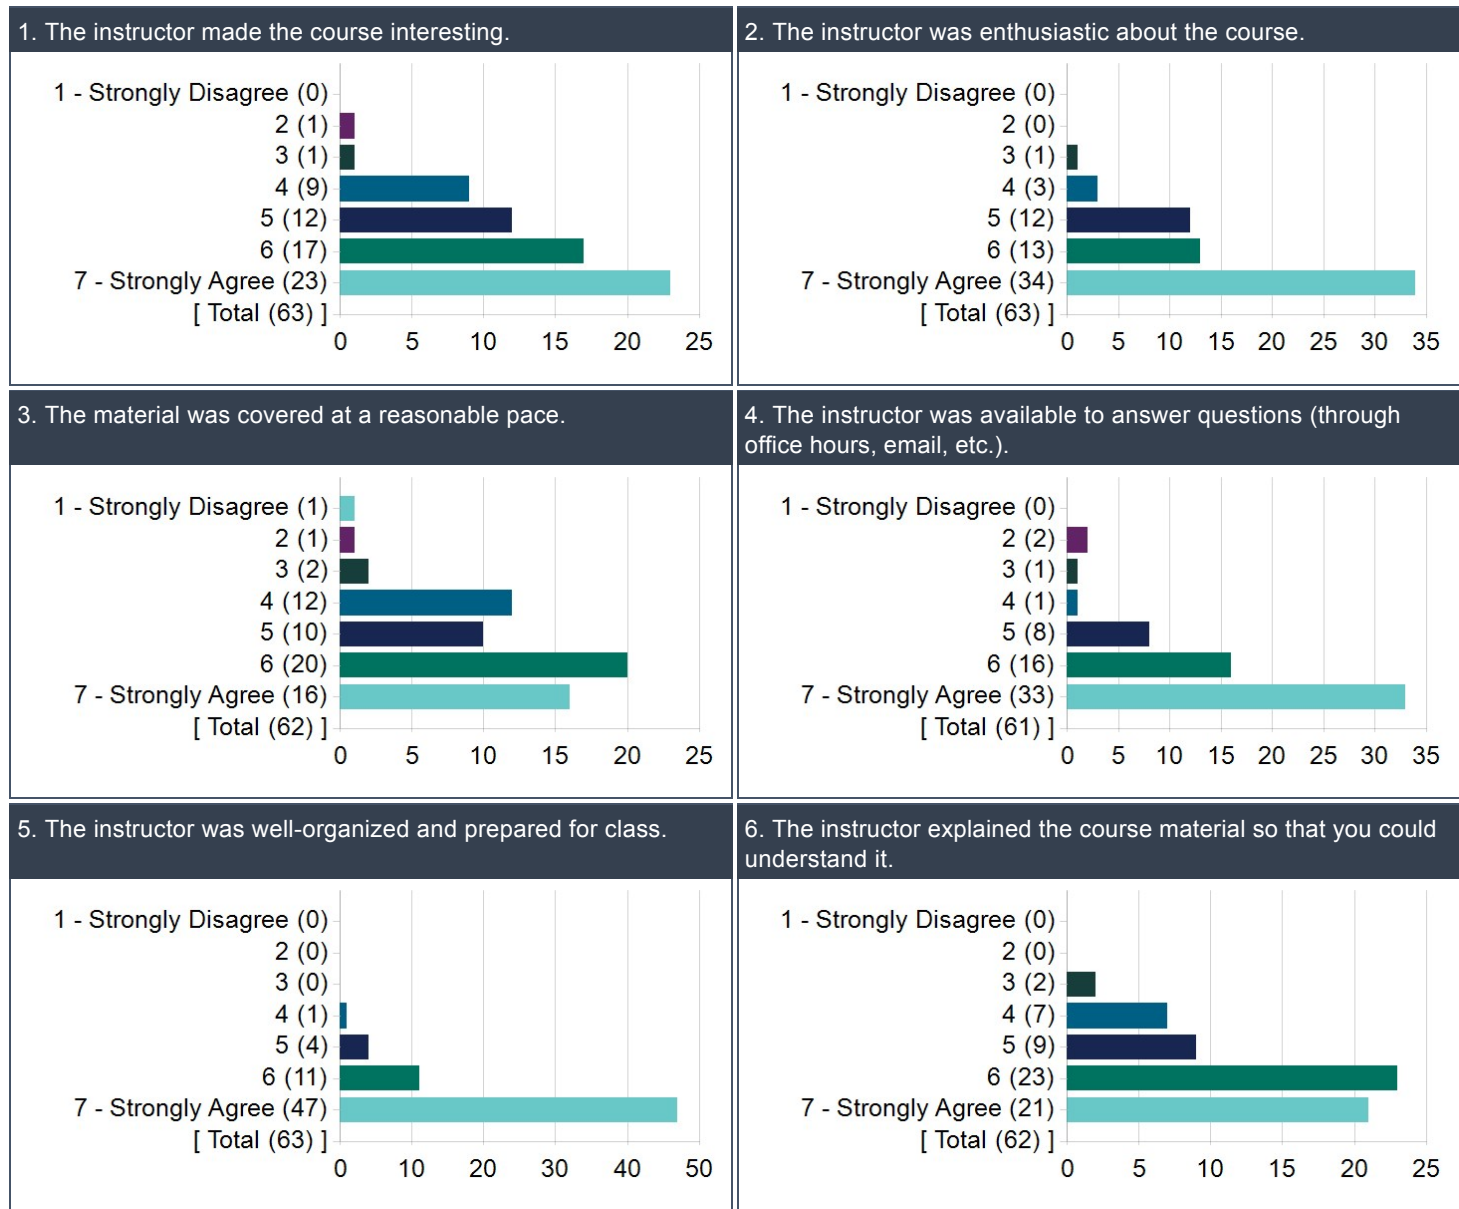 1. The instructor made the course interesting.
1 - Strongly Disagree (0)
2 (1)
3 (1)
4 (9)
5 (12)
6 (17)
7 - Strongly Agree (23)
[ Total (63) ]
0 5 10 15 20 25
2. The instructor was enthusiastic about the course.
1 - Strongly Disagree (0)
2 (0)
3 (1)
4 (3)
5 (12)
6 (13)
7 - Strongly Agree (34)
[ Total (63) ]
0 5 10 15 20 25 30 35
3. The material was covered at a reasonable pace.
1 - Strongly Disagree (1)
2 (1)
3 (2)
4 (12)
5 (10)
6 (20)
7 - Strongly Agree (16)
[ Total (62) ]
0 5 10 15 20 25
4. The instructor was available to answer questions (through
office hours, email, etc.).
1 - Strongly Disagree (0)
2 (2)
3 (1)
4 (1)
5 (8)
6 (16)
7 - Strongly Agree (33)
[ Total (61) ]
0 5 10 15 20 25 30 35
5. The instructor was well-organized and prepared for class.
1 - Strongly Disagree (0)
2 (0)
3 (0)
4 (1)
5 (4)
6 (11)
7 - Strongly Agree (47)
[ Total (63) ]
0 10 20 30 40 50
6. The instructor explained the course material so that you could
understand it.
1 - Strongly Disagree (0)
2 (0)
3 (2)
4 (7)
5 (9)
6 (23)
7 - Strongly Agree (21)
[ Total (62) ]
0 5 10 15 20 25